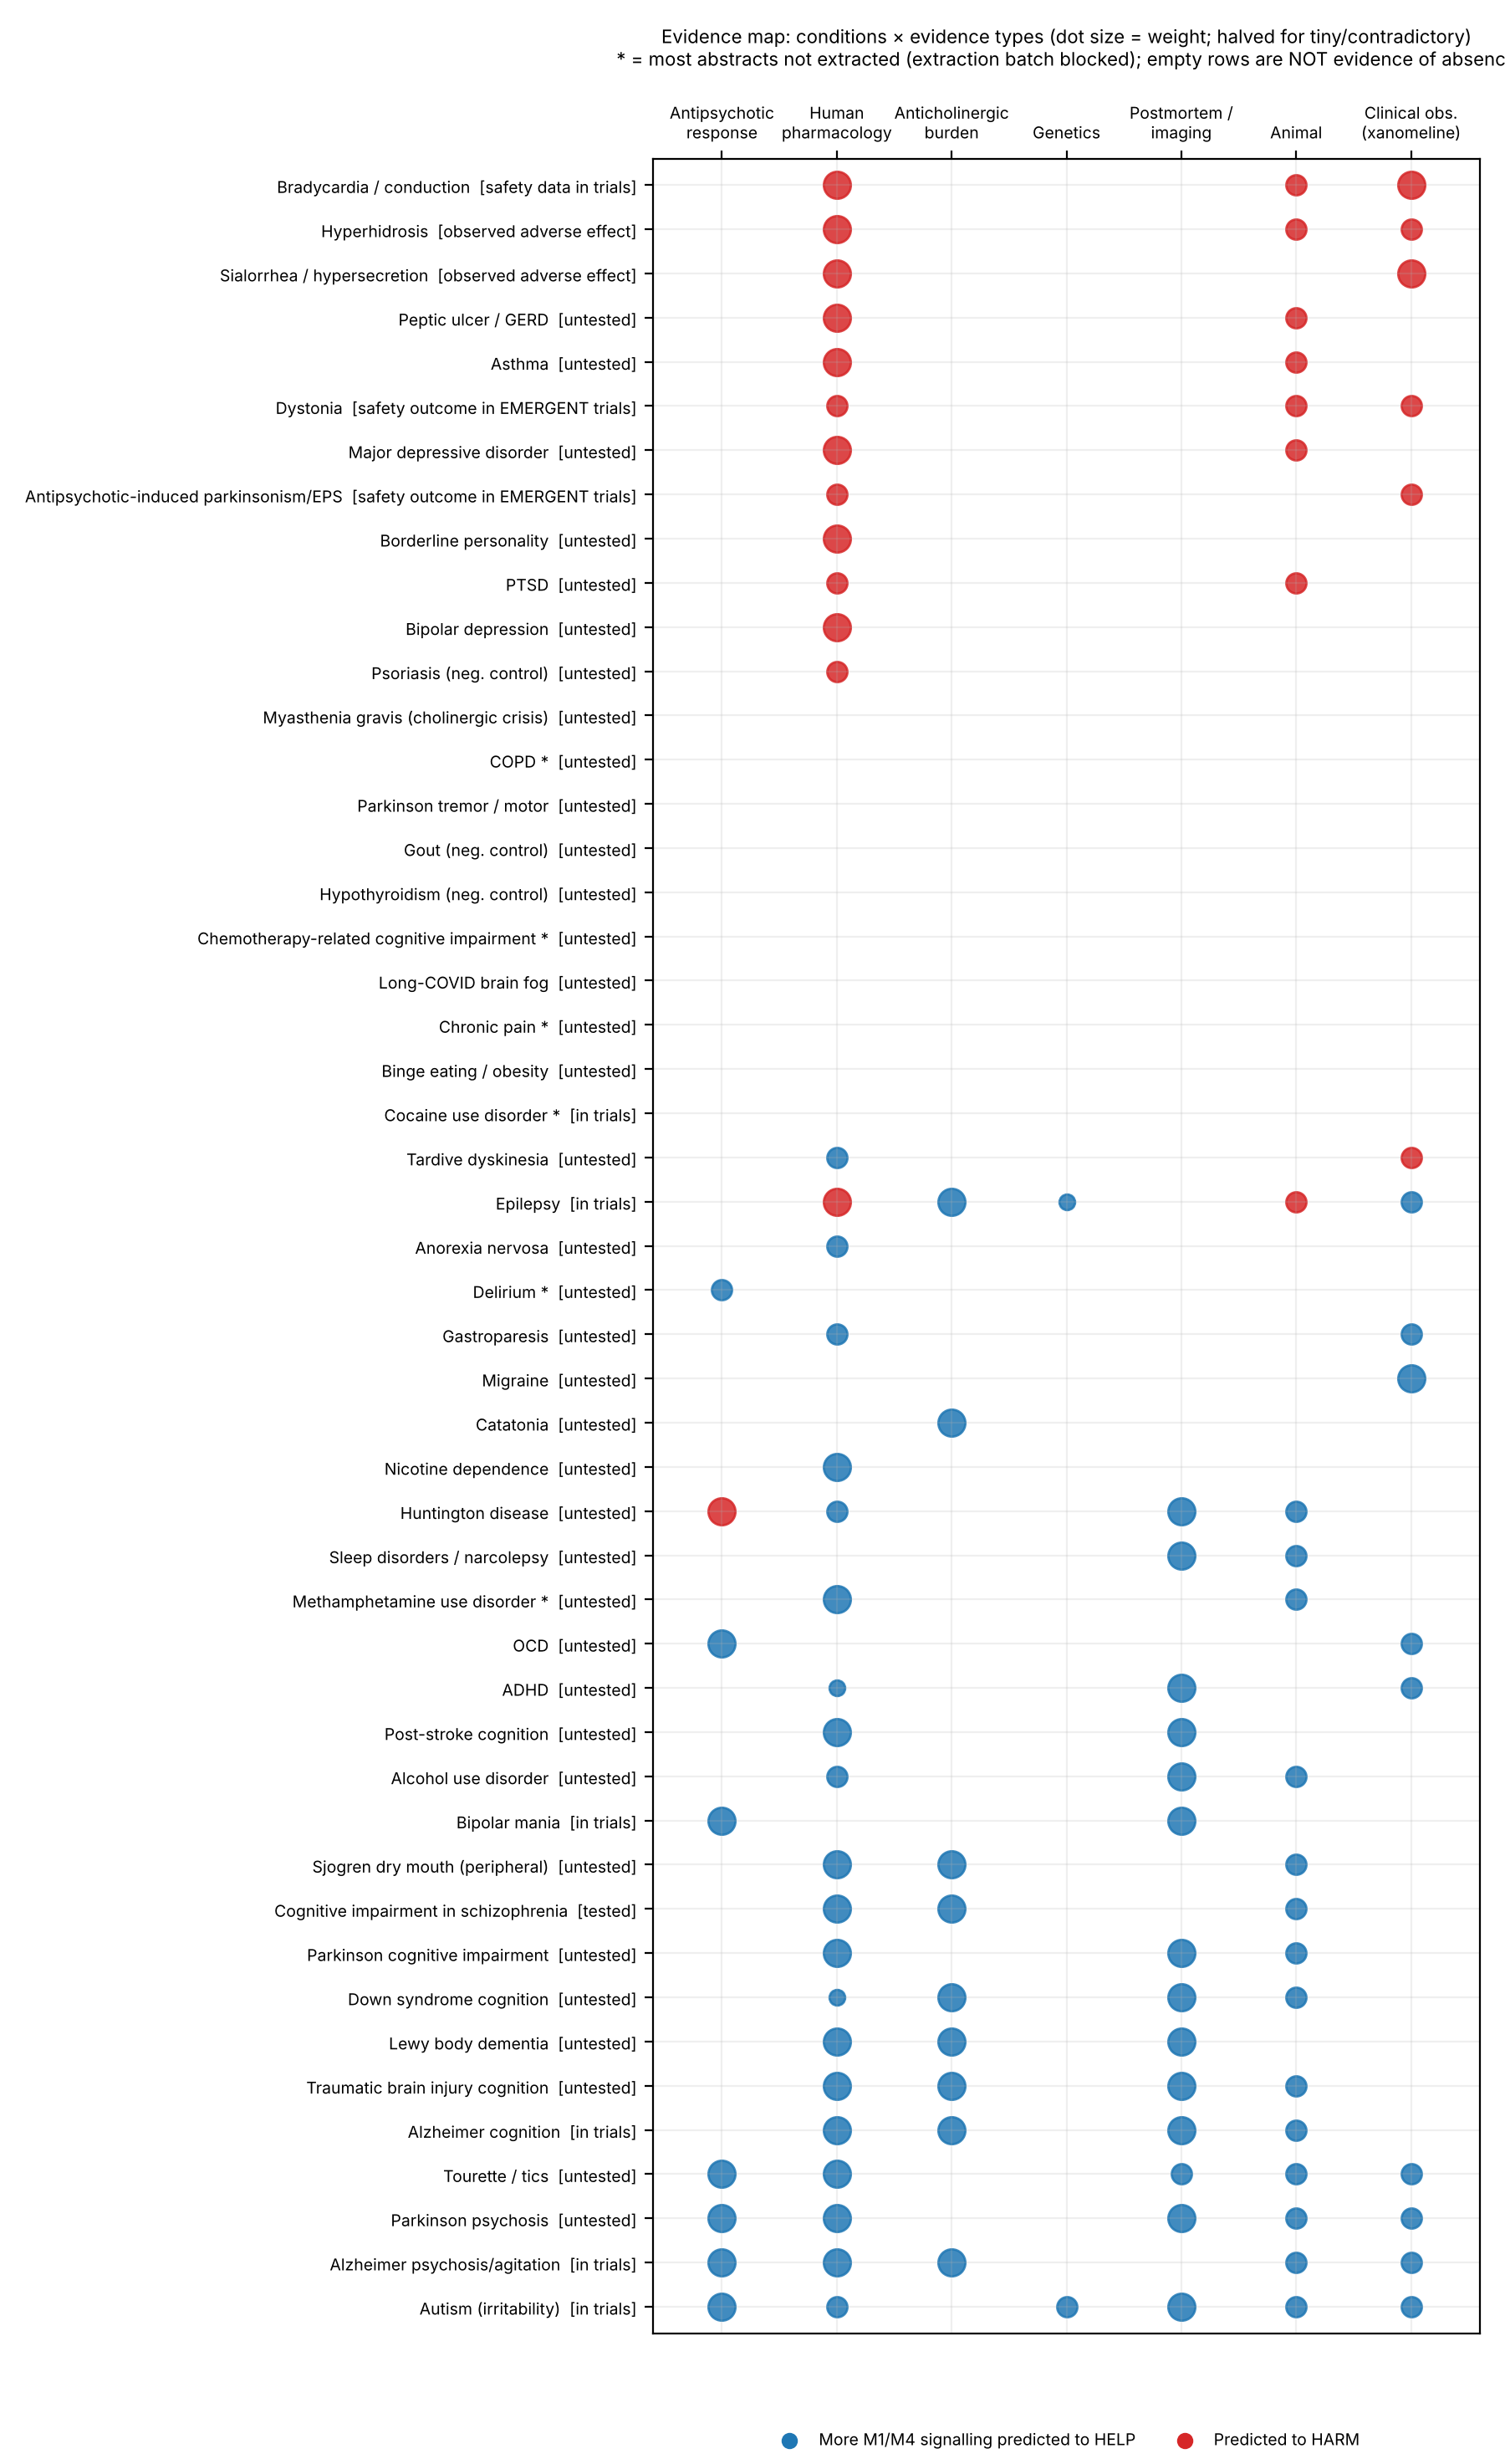 Evidence map: conditions × evidence types (dot size = weight; halved for tiny/contradictory)
* = most abstracts not extracted (extraction batch blocked); empty rows are NOT evidence of absenc
Antipsychotic
response
Human
pharmacology
Anticholinergic
burden
Genetics
Postmortem /
imaging
Animal
Clinical obs.
(xanomeline)
Bradycardia / conduction [safety data in trials]
Hyperhidrosis [observed adverse effect]
Sialorrhea / hypersecretion [observed adverse effect]
Peptic ulcer / GERD [untested]
Asthma [untested]
Dystonia [safety outcome in EMERGENT trials]
Major depressive disorder [untested]
Antipsychotic-induced parkinsonism/EPS [safety outcome in EMERGENT trials]
Borderline personality [untested]
PTSD [untested]
Bipolar depression [untested]
Psoriasis (neg. control) [untested]
Myasthenia gravis (cholinergic crisis) [untested]
COPD * [untested]
Parkinson tremor / motor [untested]
Gout (neg. control) [untested]
Hypothyroidism (neg. control) [untested]
Chemotherapy-related cognitive impairment * [untested]
Long-COVID brain fog [untested]
Chronic pain * [untested]
Binge eating / obesity [untested]
Cocaine use disorder * [in trials]
Tardive dyskinesia [untested]
Epilepsy [in trials]
Anorexia nervosa [untested]
Delirium * [untested]
Gastroparesis [untested]
Migraine [untested]
Catatonia [untested]
Nicotine dependence [untested]
Huntington disease [untested]
Sleep disorders / narcolepsy [untested]
Methamphetamine use disorder * [untested]
OCD [untested]
ADHD [untested]
Post-stroke cognition [untested]
Alcohol use disorder [untested]
Bipolar mania [in trials]
Sjogren dry mouth (peripheral) [untested]
Cognitive impairment in schizophrenia [tested]
Parkinson cognitive impairment [untested]
Down syndrome cognition [untested]
Lewy body dementia [untested]
Traumatic brain injury cognition [untested]
Alzheimer cognition [in trials]
Tourette / tics [untested]
Parkinson psychosis [untested]
Alzheimer psychosis/agitation [in trials]
Autism (irritability) [in trials]
More M1/M4 signalling predicted to HELP
Predicted to HARM